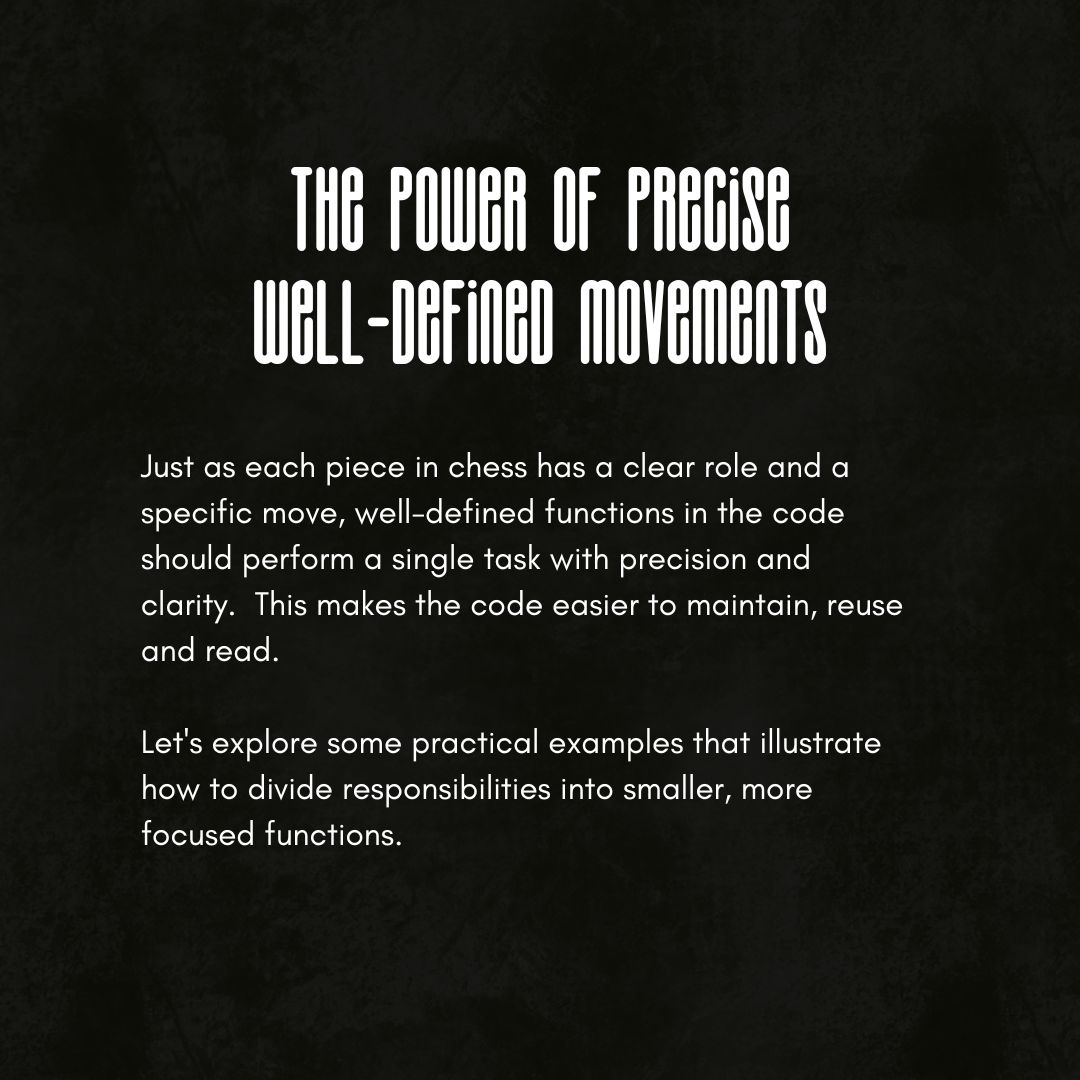 THE POWER OF PRECISE
WELL-DEFINED MOVEMENTS
Just as each piece in chess has a clear role and a
specific move, well-defined functions in the code
should perform a single task with precision and
clarity.  This makes the code easier to maintain, reuse
and read.
Let's explore some practical examples that illustrate
how to divide responsibilities into smaller, more
focused functions.